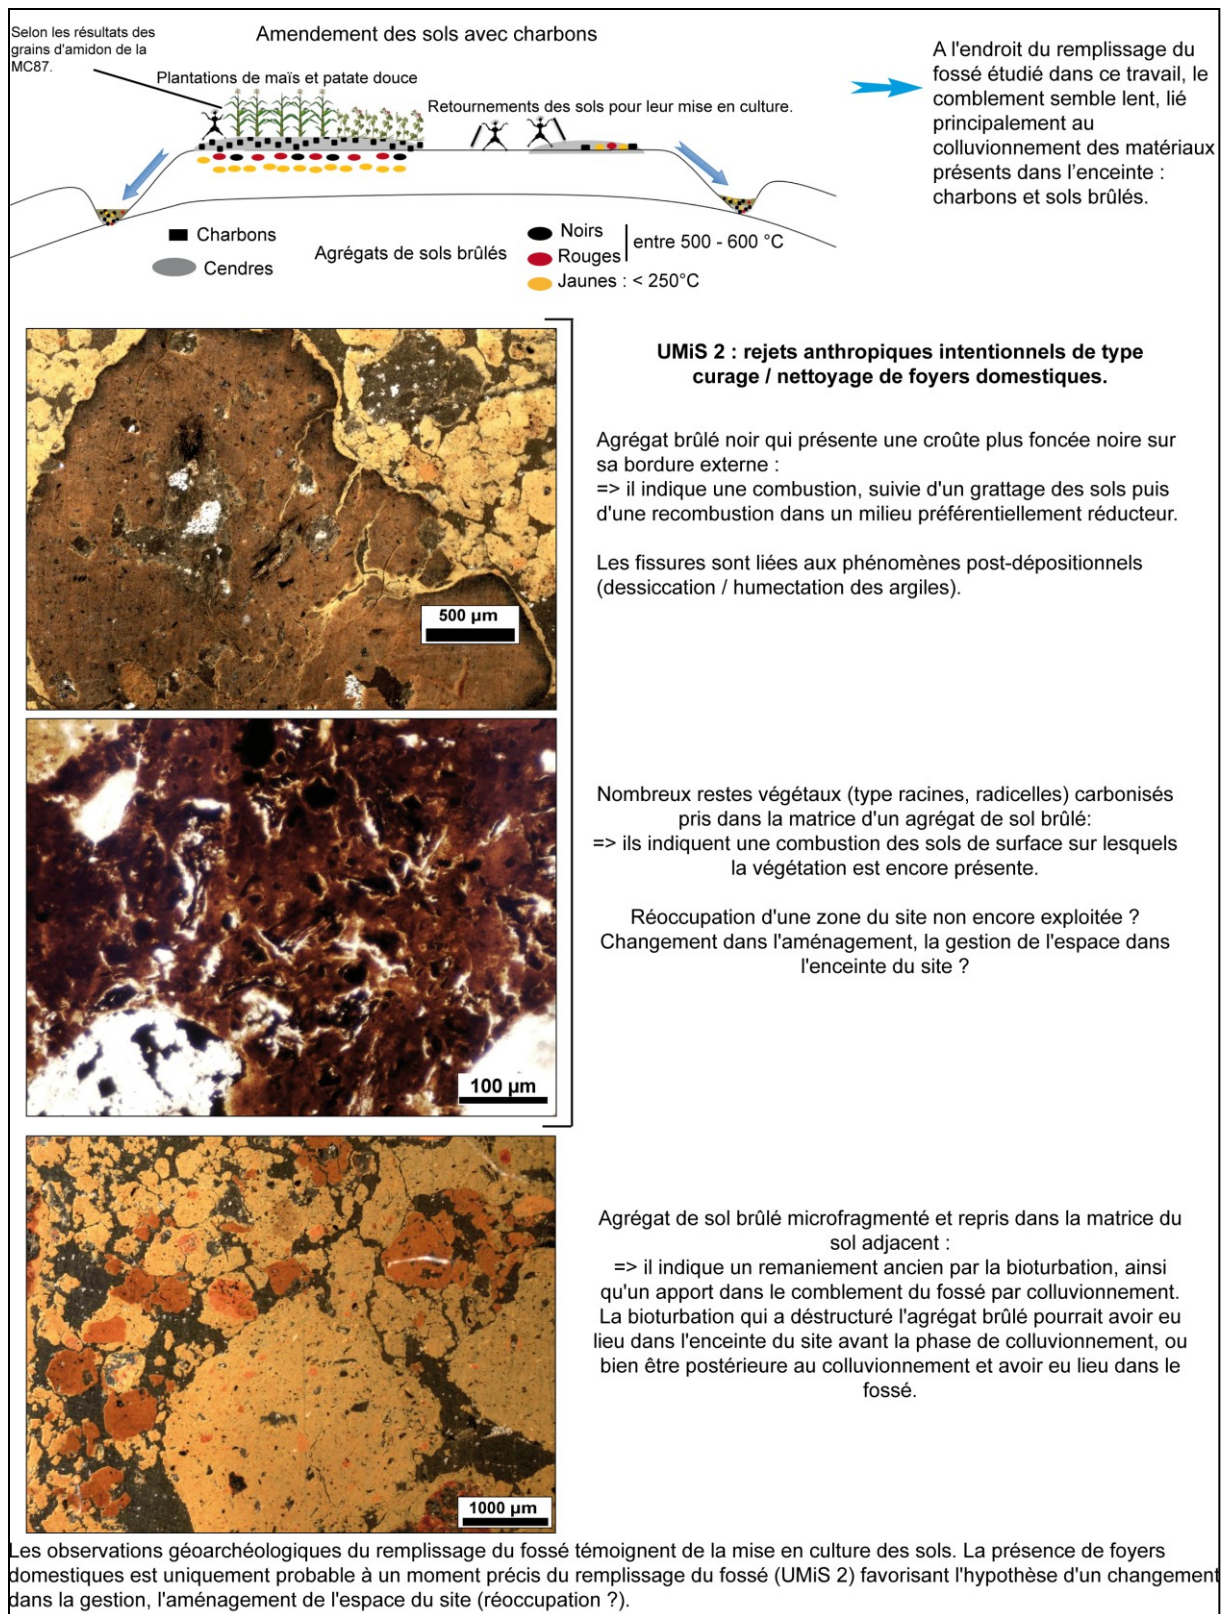 Selon les résultats des
grains d'amidon de la
MC87.
Amendement des sols avec charbons
Plantations de maïs et patate douce
Retournements des sols pour leur mise en culture.
A l'endroit du remplissage du
fossé étudié dans ce travail, le
comblement semble lent, lié
principalement au
colluvionnement des matériaux
présents dans l'enceinte :
charbons et sols brûlés.
Charbons
Cendres
Agrégats de sols brûlés
Noirs
Rouges
entre 500 - 600 °C
Jaunes : < 250°C
UMiS 2 : rejets anthropiques intentionnels de type
curage / nettoyage de foyers domestiques.
Agrégat brûlé noir qui présente une croûte plus foncée noire sur
sa bordure externe :
=> il indique une combustion, suivie d'un grattage des sols puis
d'une recombustion dans un milieu préférentiellement réducteur.
Les fissures sont liées aux phénomènes post-dépositionnels
(dessiccation / humectation des argiles).
500 µm
Nombreux restes végétaux (type racines, radicelles) carbonisés
pris dans la matrice d'un agrégat de sol brûlé:
=> ils indiquent une combustion des sols de surface sur lesquels
la végétation est encore présente.
Réoccupation d'une zone du site non encore exploitée ?
Changement dans l'aménagement, la gestion de l'espace dans
l'enceinte du site ?
100 µm
Agrégat de sol brûlé microfragmenté et repris dans la matrice du
sol adjacent :
=> il indique un remaniement ancien par la bioturbation, ainsi
qu'un apport dans le comblement du fossé par colluvionnement.
La bioturbation qui a déstructuré l'agrégat brûlé pourrait avoir eu
lieu dans l'enceinte du site avant la phase de colluvionnement, ou
bien être postérieure au colluvionnement et avoir eu lieu dans le
fossé.
1000 µm
Les observations géoarchéologiques du remplissage du fossé témoignent de la mise en culture des sols. La présence de foyers
domestiques est uniquement probable à un moment précis du remplissage du fossé (UMiS 2) favorisant l'hypothèse d'un changement
dans la gestion, l'aménagement de l'espace du site (réoccupation ?).